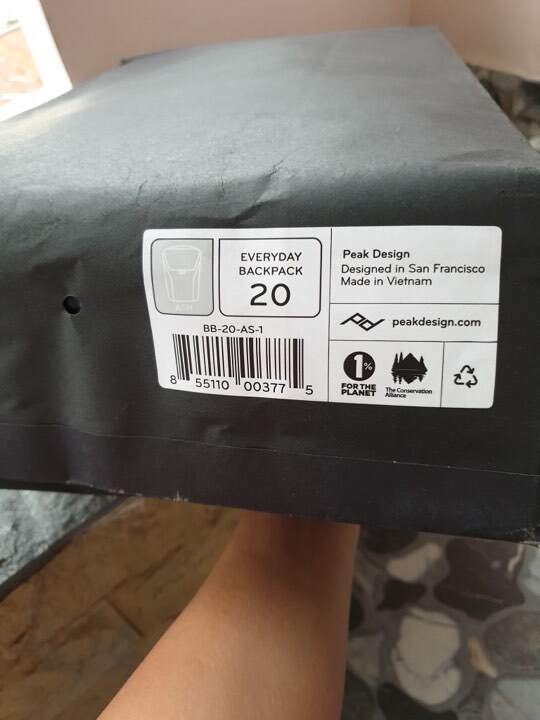 ASH
EVERYDAY
BACKPACK
20
BB-20-AS-1
8 55110 00377 5
Peak Design
Designed in San Francisco
Made in Vietnam
peakdesign.com
1%
FOR THE
PLANET
The Conservation
Alliance